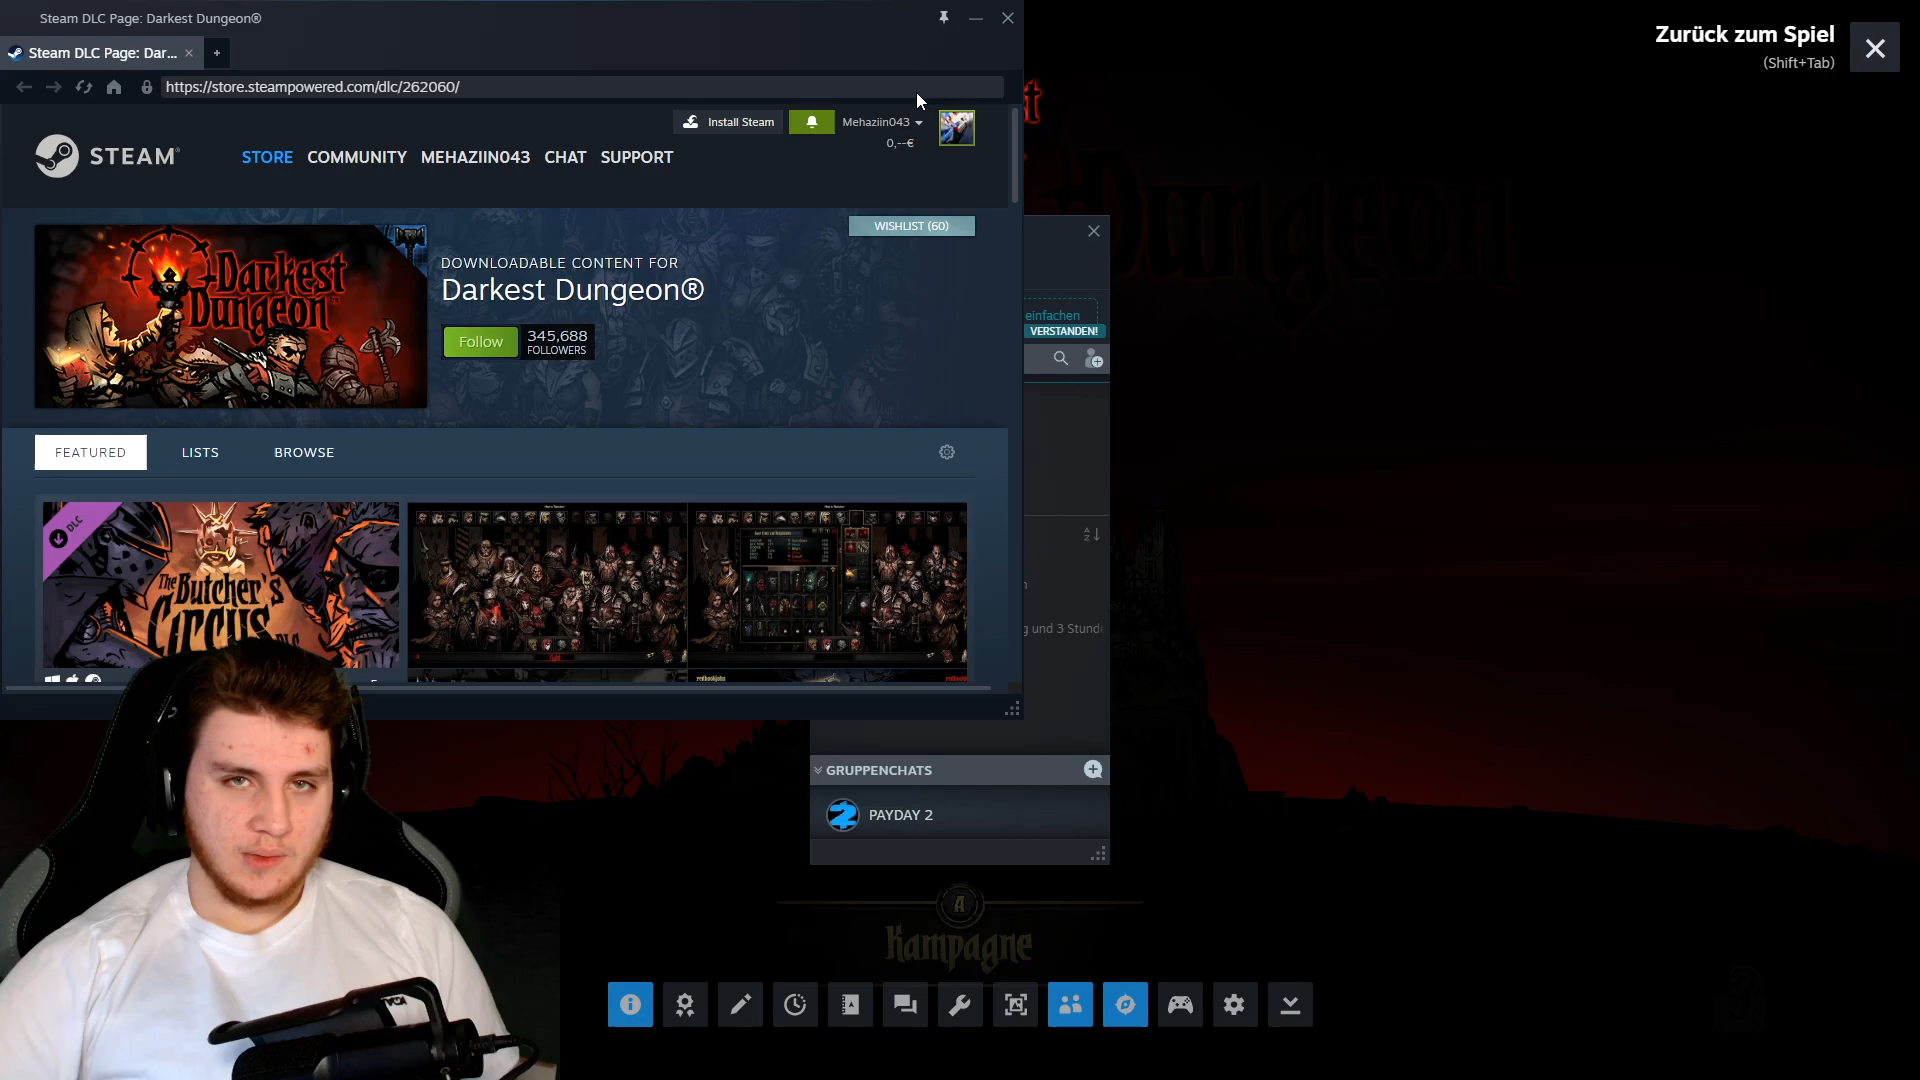 Steam DLC Page: Darkest Dungeon®
Steam DLC Page: Dar...
https://store.steampowered.com/dlc/262060/
Zurück zum Spiel
(Shift+Tab)
Install Steam
Mehaziin043
0,--€
STEAM®
STORE COMMUNITY MEHAZIIN043 CHAT SUPPORT
WISHLIST (60)
Darkest
Dungeon
DOWNLOADABLE CONTENT FOR
Darkest Dungeon®
Follow
345,688
FOLLOWERS
einfachen
VERSTANDEN!
Dungeon
FEATURED
LISTS
BROWSE
DLC
The
Butcher's
Circus
g und 3 Stunde
GRUPPENCHATS
PAYDAY 2
Kampagne